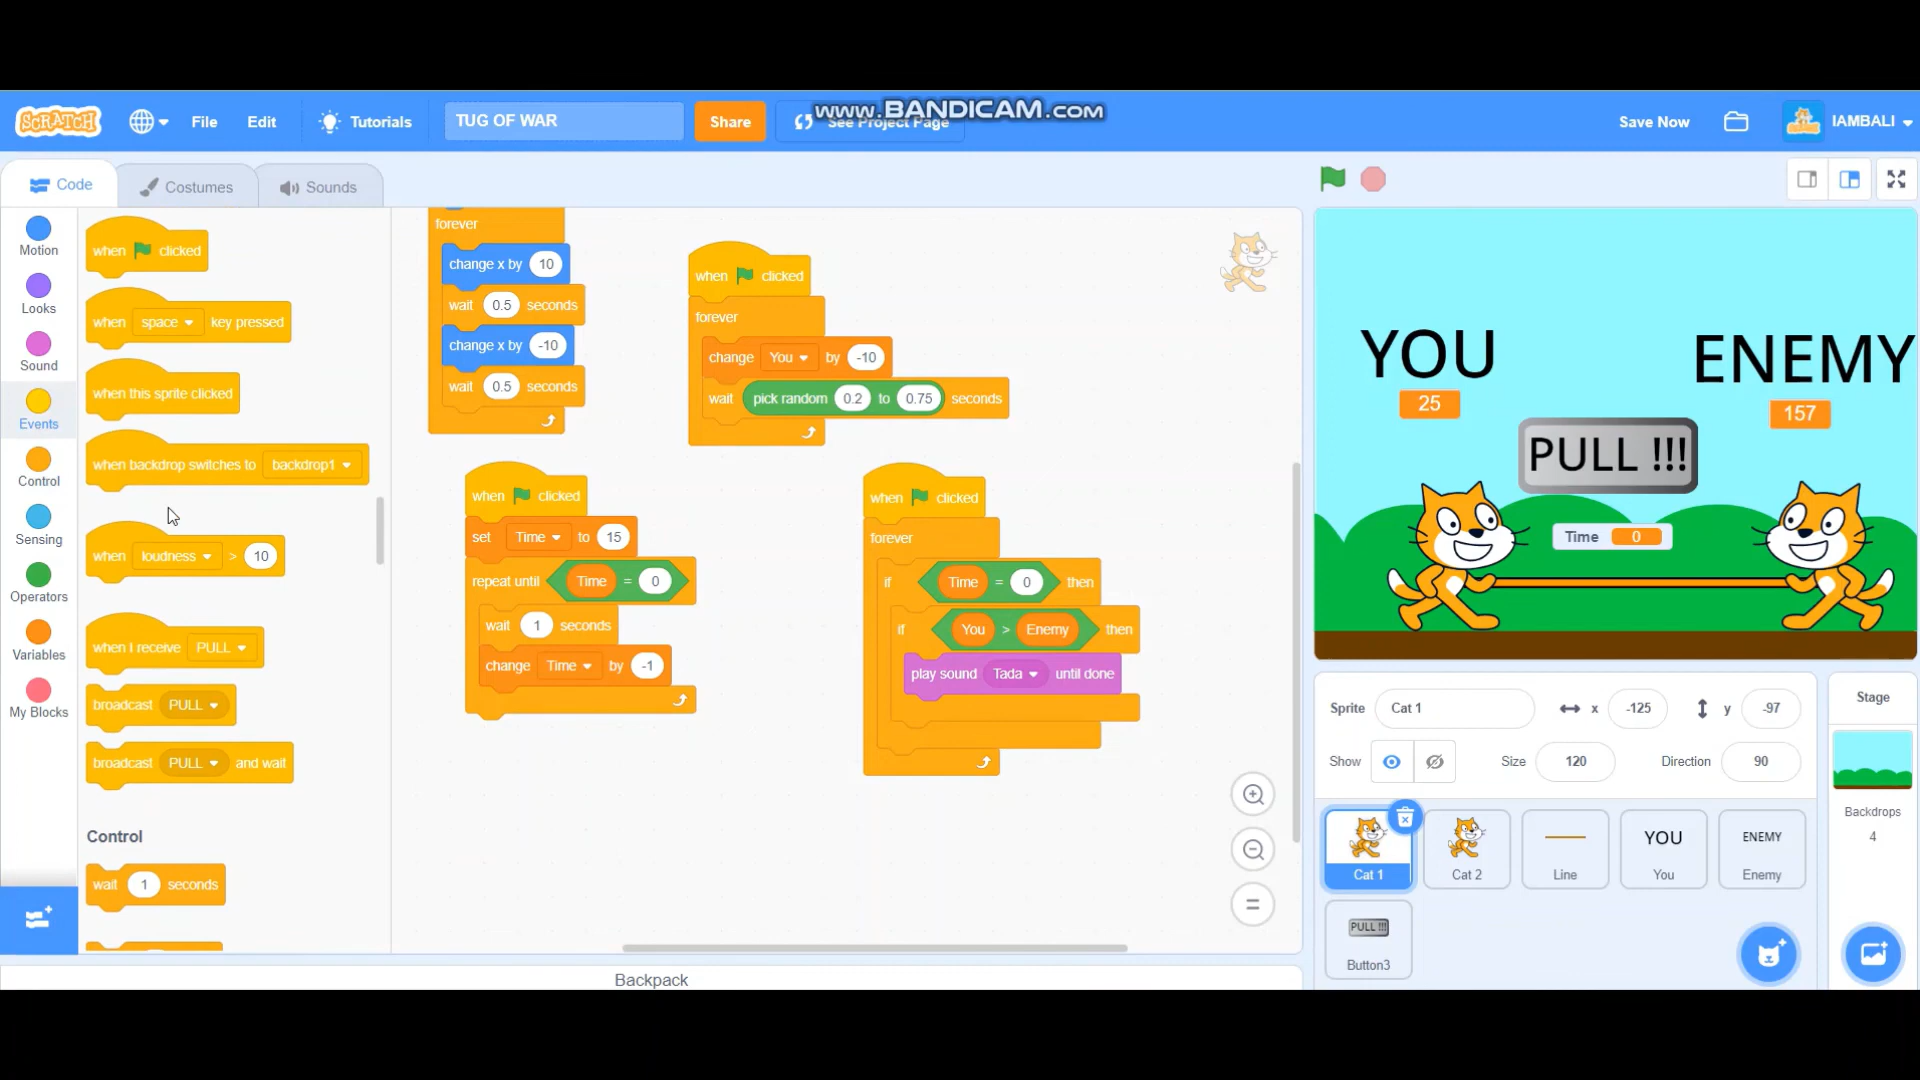 www.BANDICAM.com
SCRATCH
File
Edit
Tutorials
TUG OF WAR
Share
See Project Page
Save Now
IAMBALI
Code
Costumes
Sounds
Motion
Looks
Sound
Events
Control
Sensing
Operators
Variables
My Blocks
when clicked
when space key pressed
when this sprite clicked
when backdrop switches to backdrop1
when loudness > 10
when I receive PULL
broadcast PULL
broadcast PULL and wait
Control
wait 1 seconds
forever
change x by 10
wait 0.5 seconds
change x by -10
wait 0.5 seconds
when clicked
forever
change You by -10
wait pick random 0.2 to 0.75 seconds
when clicked
set Time to 15
repeat until Time = 0
wait 1 seconds
change Time by -1
when clicked
forever
if Time = 0 then
if You > Enemy then
play sound Tada until done
Backpack
YOU
25
ENEMY
157
PULL !!!
Time 0
Sprite Cat 1 x -125 y -97
Show Size 120 Direction 90
Cat 1
Cat 2
Line
YOU
You
ENEMY
Enemy
PULL !!!
Button3
Stage
Backdrops
4